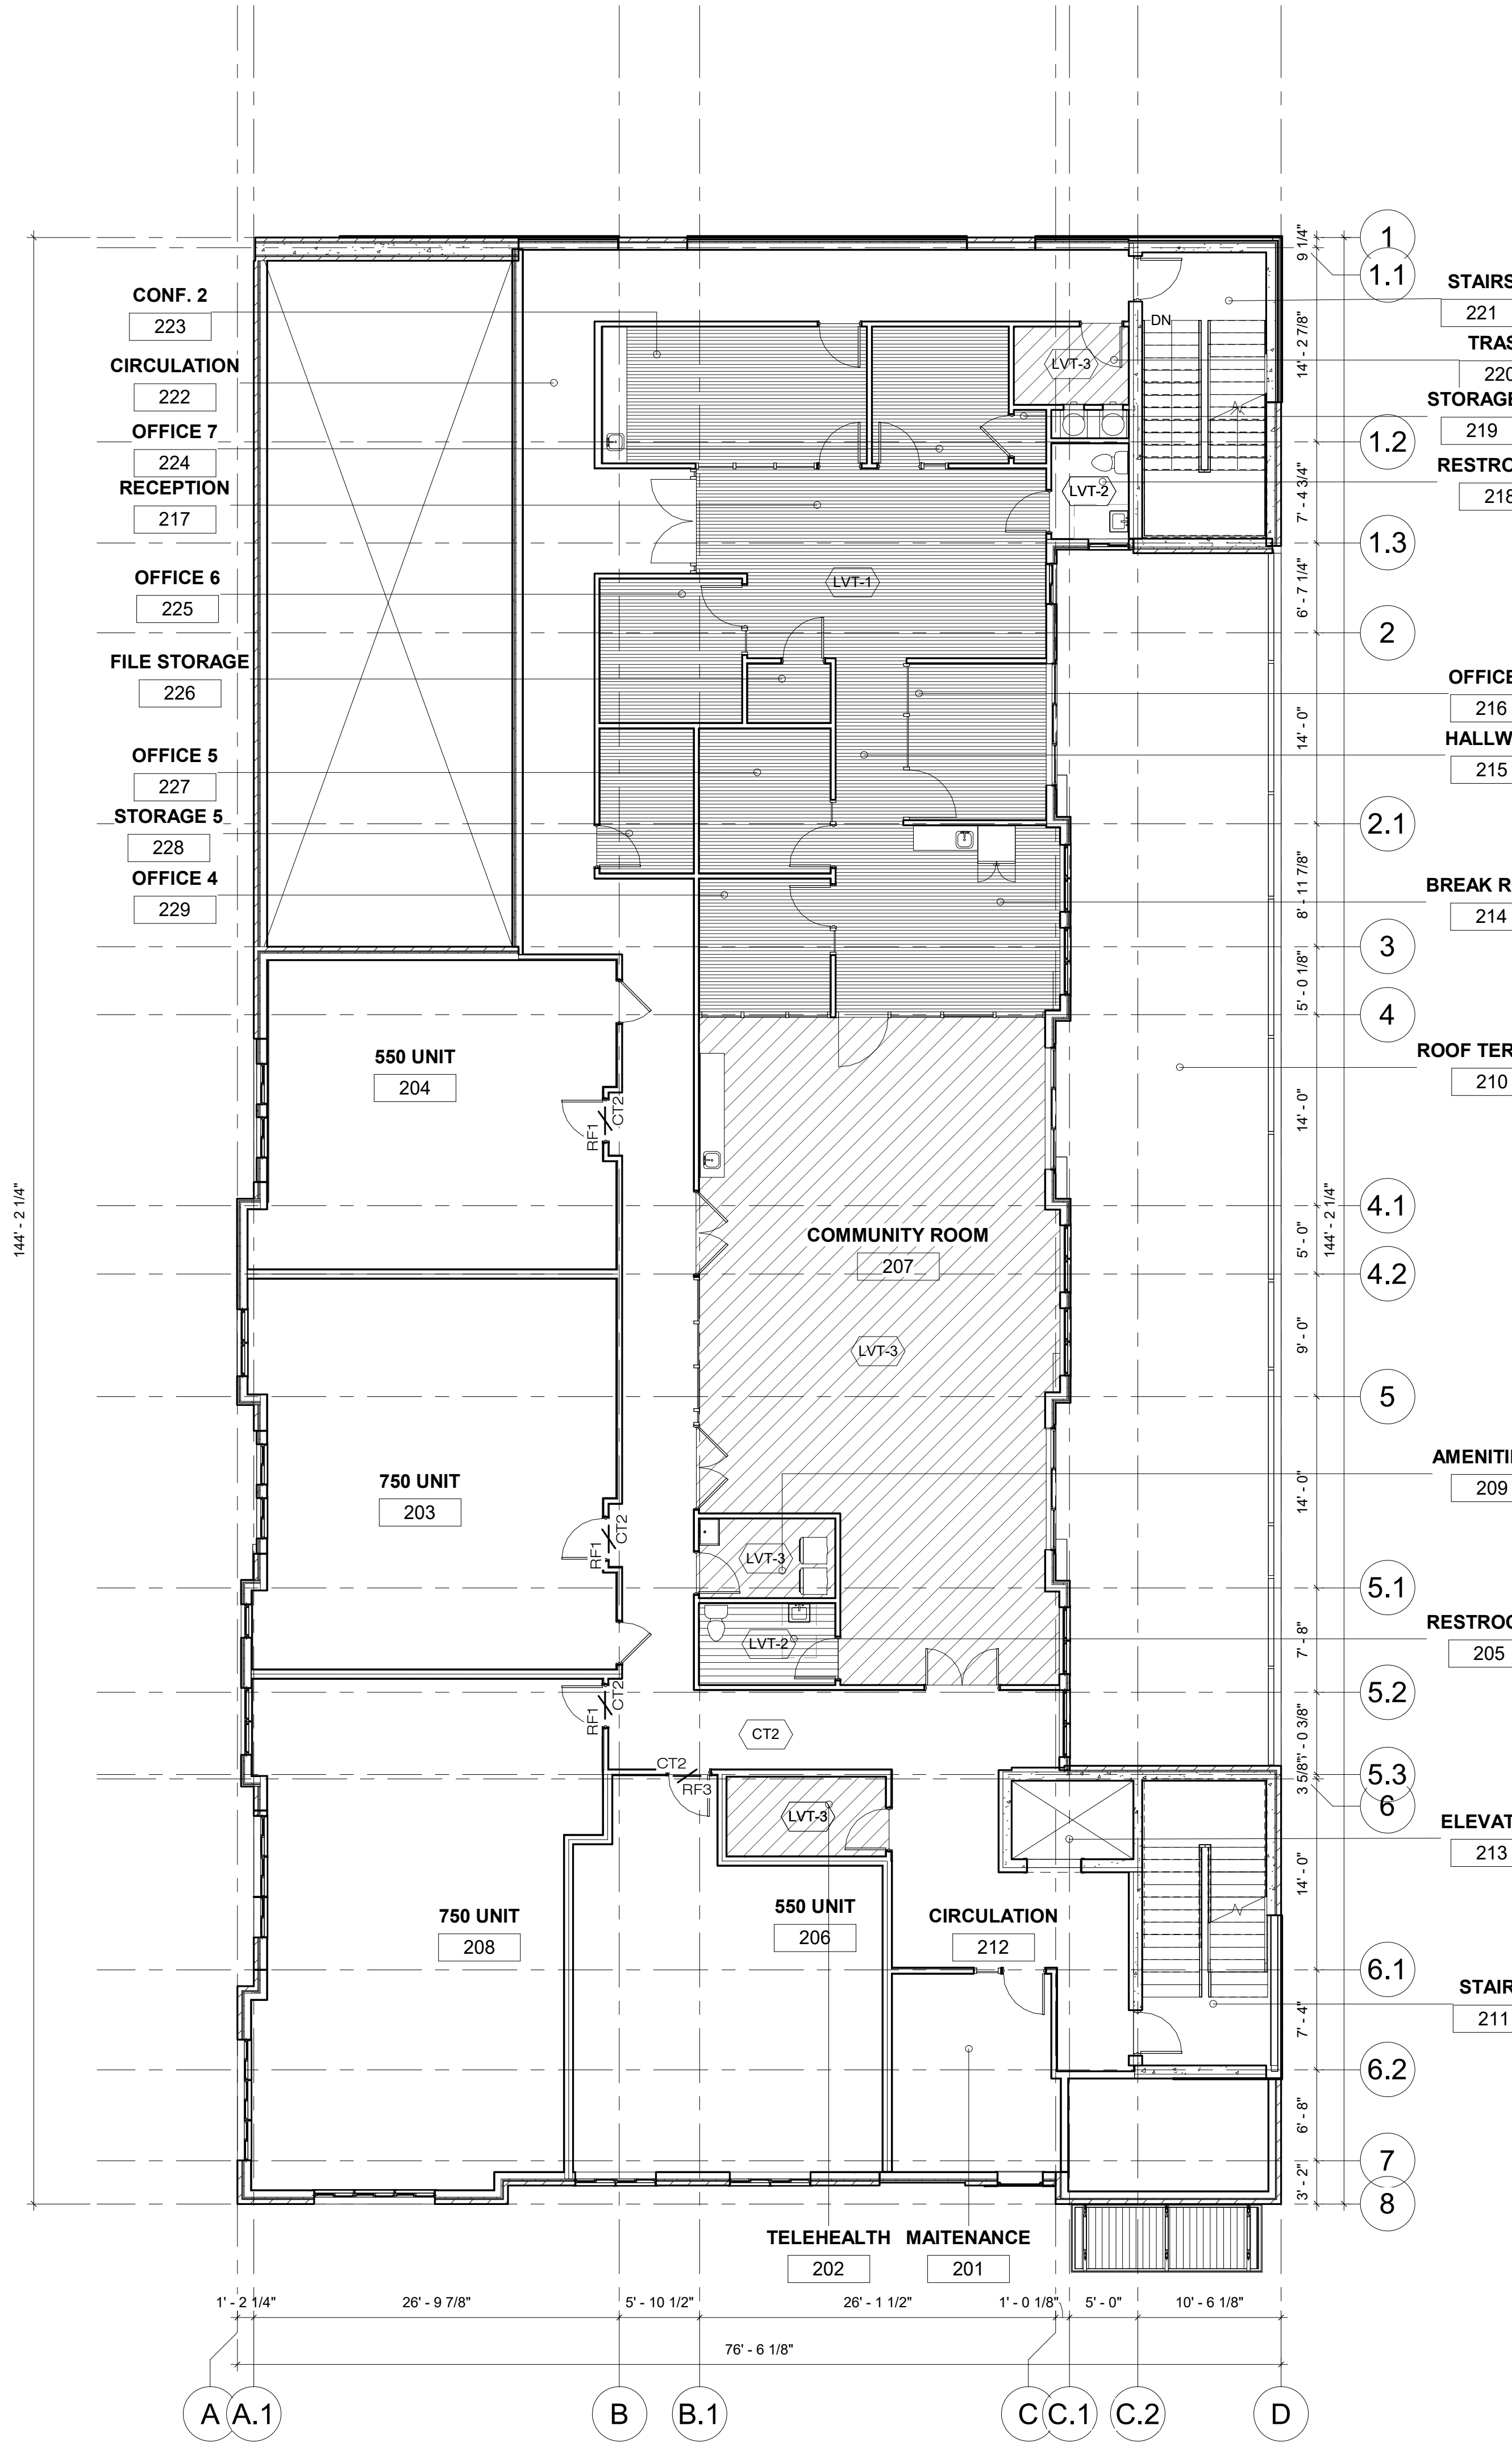 1
9 1/4"
1.1
CONF. 2
223
STAIRS
221
DN
14' - 2 7/8"
TRAS
220
CIRCULATION
222
LVT-3
STORAGE
219
OFFICE 7
224
1.2
RESTRO
218
RECEPTION
217
LVT-2
7' - 4 3/4"
1.3
OFFICE 6
225
LVT-1
6' - 7 1/4"
2
FILE STORAGE
226
OFFICE
216
14' - 0"
HALLW
215
OFFICE 5
227
STORAGE 5
228
2.1
OFFICE 4
229
8' - 11 7/8"
BREAK R
214
3
5' - 0 1/8"
4
550 UNIT
204
ROOF TER
210
CT2
RF1
14' - 0"
144' - 2 1/4"
144' - 2 1/4"
4.1
COMMUNITY ROOM
207
5' - 0"
4.2
LVT-3
9' - 0"
5
750 UNIT
203
AMENITI
209
14' - 0"
CT2
RF1
LVT-3
5.1
LVT-2
7' - 8"
RESTROO
205
CT2
RF1
5.2
CT2
5.3
3 5/8"
CT2
RF3
6
LVT-3
ELEVAT
213
14' - 0"
750 UNIT
208
550 UNIT
206
CIRCULATION
212
6.1
STAIR
211
7' - 4"
6.2
6' - 8"
7
3' - 2"
8
TELEHEALTH
202
MAITENANCE
201
1' - 2 1/4"
26' - 9 7/8"
5' - 10 1/2"
26' - 1 1/2"
1' - 0 1/8"
5' - 0"
10' - 6 1/8"
76' - 6 1/8"
A
A.1
B
B.1
C
C.1
C.2
D